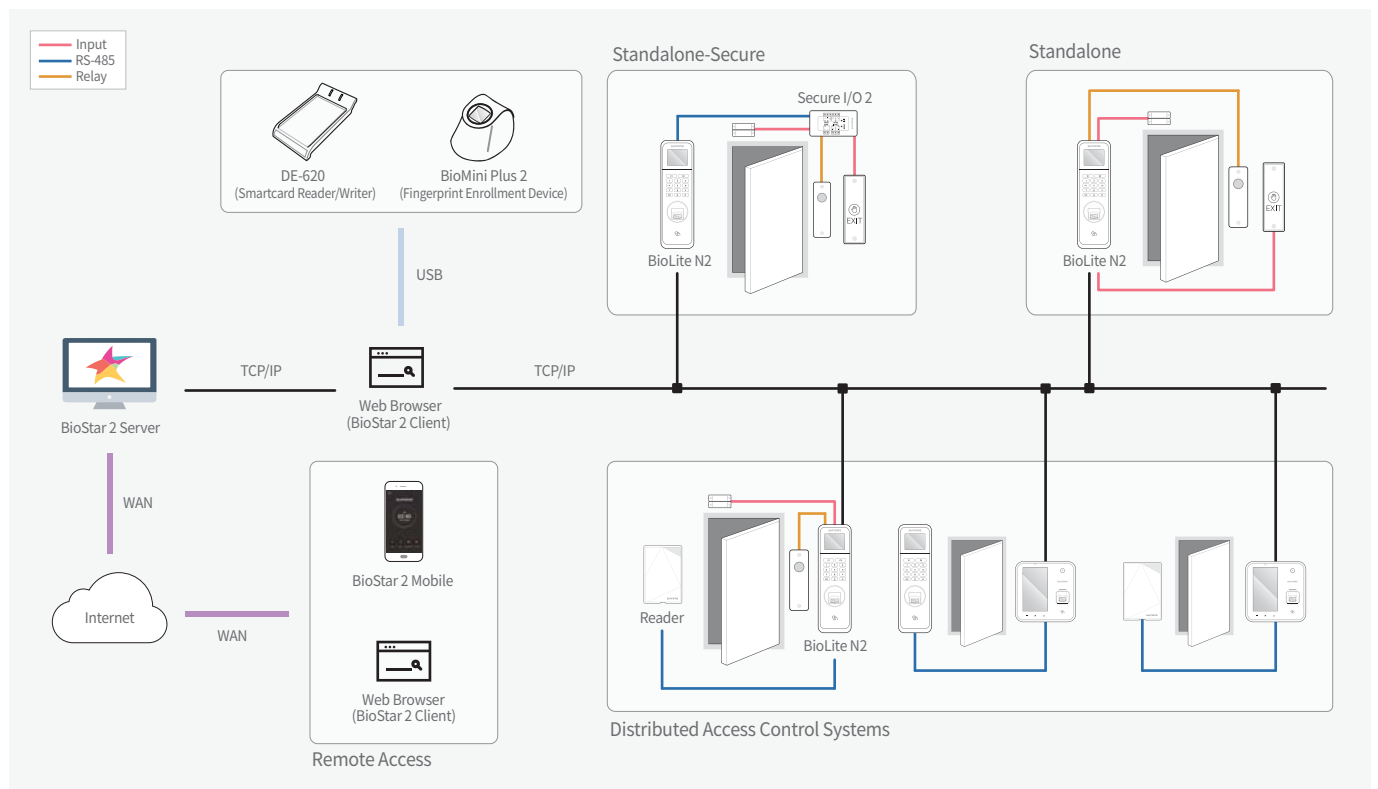 Input
RS-485
Relay
DE-620
(Smartcard Reader/Writer)
BioMini Plus 2
(Fingerprint Enrollment Device)
USB
Standalone-Secure
Secure I/O 2
EXIT
BioLite N2
Standalone
EXIT
BioLite N2
BioStar 2 Server
TCP/IP
Web Browser
(BioStar 2 Client)
TCP/IP
WAN
Internet
WAN
BioStar 2 Mobile
Web Browser
(BioStar 2 Client)
Remote Access
Reader
BioLite N2
Distributed Access Control Systems